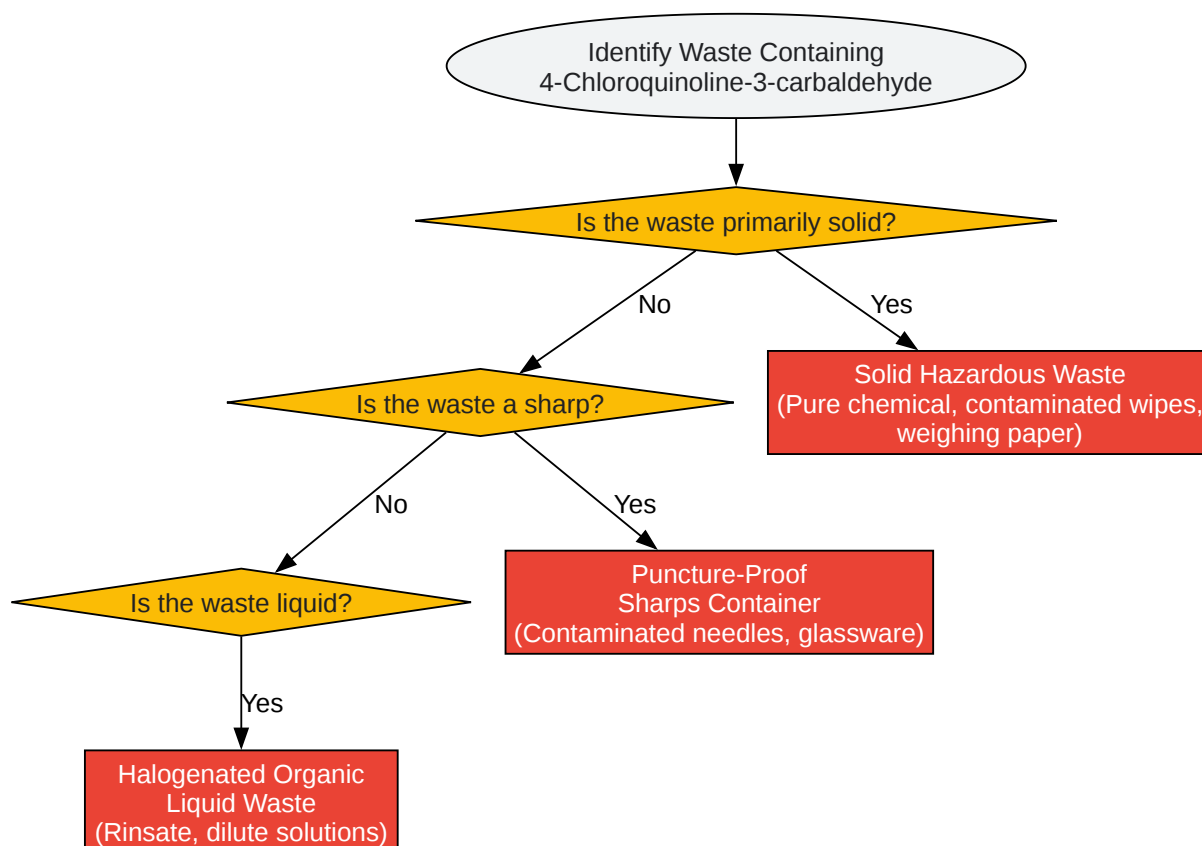 Identify Waste Containing
4-Chloroquinoline-3-carbaldehyde
Is the waste primarily solid?
No
Yes
Solid Hazardous Waste
(Pure chemical, contaminated wipes,
weighing paper)
Is the waste a sharp?
No
Yes
Puncture-Proof
Sharps Container
(Contaminated needles, glassware)
Is the waste liquid?
Yes
Halogenated Organic
Liquid Waste
(Rinsate, dilute solutions)